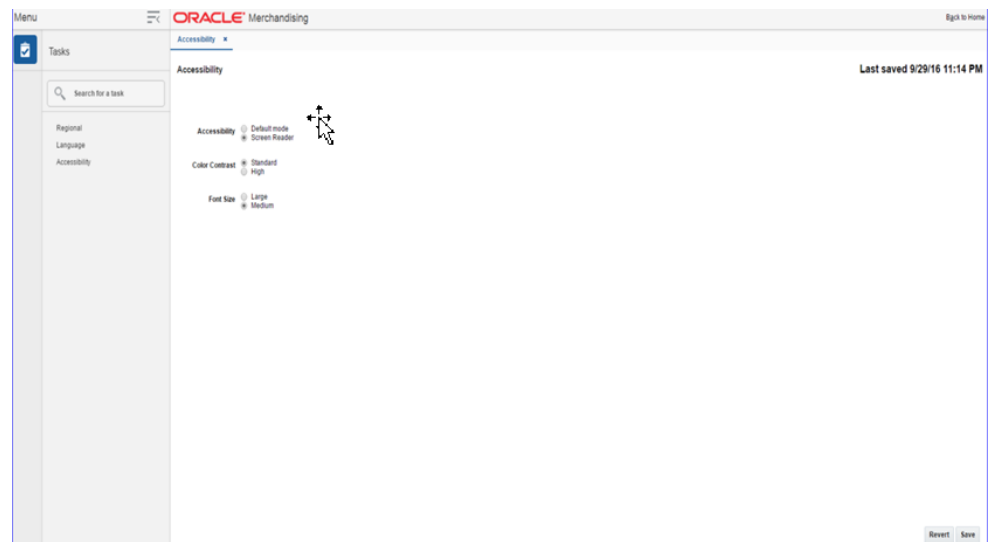 Menu
ORACLE® Merchandising
Back to Home
Tasks
Accessibility ×
Accessibility
Last saved 9/29/16 11:14 PM
Search for a task
Regional
Language
Accessibility
Accessibility
Default mode
Screen Reader
Color Contrast
Standard
High
Font Size
Large
Medium
Revert
Save